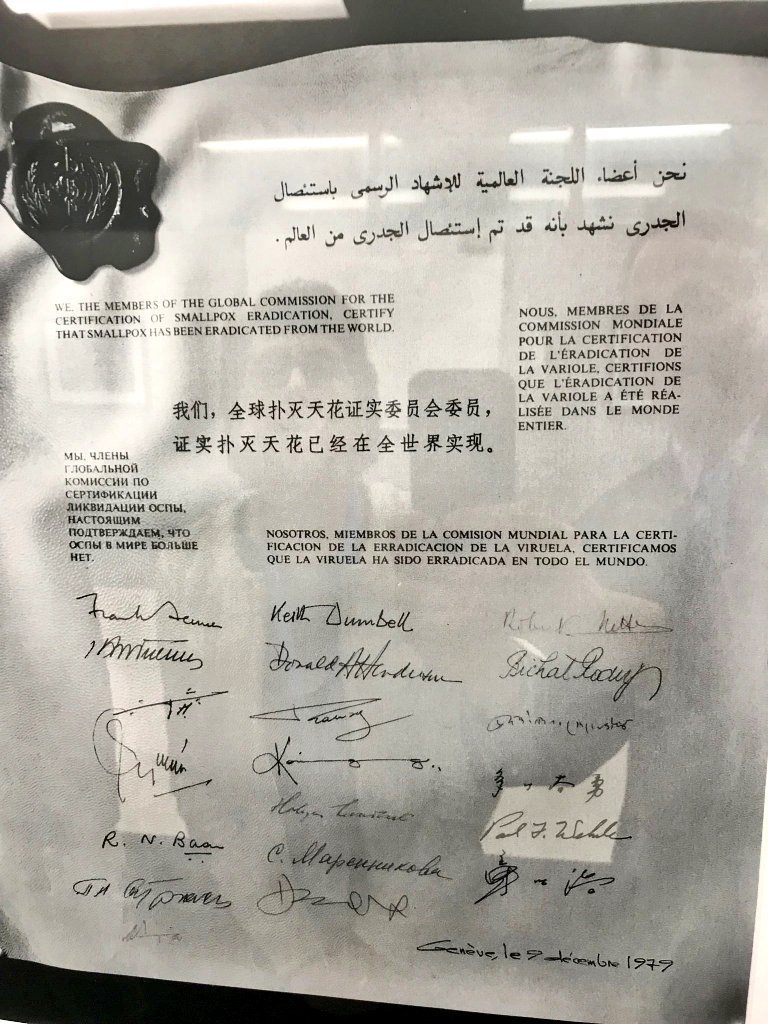 نحن أعضاء اللجنة العالمية للإشهاد الرسمى باستئصال
الجدرى نشهد بأنه قد تم إستئصال الجدرى من العالم .
WE, THE MEMBERS OF THE GLOBAL COMMISSION FOR THE
CERTIFICATION OF SMALLPOX ERADICATION, CERTIFY
THAT SMALLPOX HAS BEEN ERADICATED FROM THE WORLD.
NOUS, MEMBRES DE LA
COMMISSION MONDIALE
POUR LA CERTIFICATION
DE L'ÉRADICATION DE
LA VARIOLE, CERTIFIONS
QUE L'ÉRADICATION DE
LA VARIOLE A ÉTÉ RÉA-
LISÉE DANS LE MONDE
ENTIER.
我们，全球扑灭天花证实委员会委员，
证实扑灭天花已经在全世界实现。
МЫ, ЧЛЕНЫ
ГЛОБАЛЬНОЙ
КОМИССИИ ПО
СЕРТИФИКАЦИИ
ЛИКВИДАЦИИ ОСПЫ,
НАСТОЯЩИМ
ПОДТВЕРЖДАЕМ, ЧТО
ОСПЫ В МИРЕ БОЛЬШЕ
НЕТ.
NOSOTROS, MIEMBROS DE LA COMISION MUNDIAL PARA LA CERTI-
FICACION DE LA ERRADICACION DE LA VIRUELA, CERTIFICAMOS
QUE LA VIRUELA HA SIDO ERRADICADA EN TODO EL MUNDO.
Frank Fenner
Keith Dumbell
Donald A Henderson
R. N. Basu
С. Маренникова
Paul F. Wehrle
Genève, le 9 décembre 1979